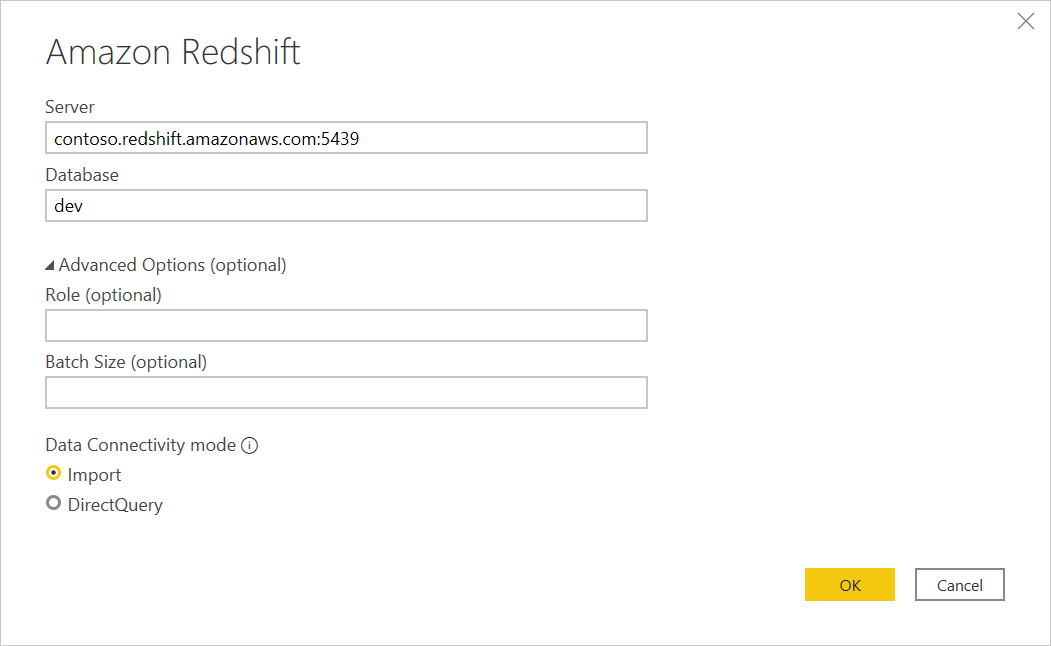 Amazon Redshift
Server
contoso.redshift.amazonaws.com:5439
Database
dev
Advanced Options (optional)
Role (optional)
Batch Size (optional)
Data Connectivity mode
Import
DirectQuery
OK Cancel